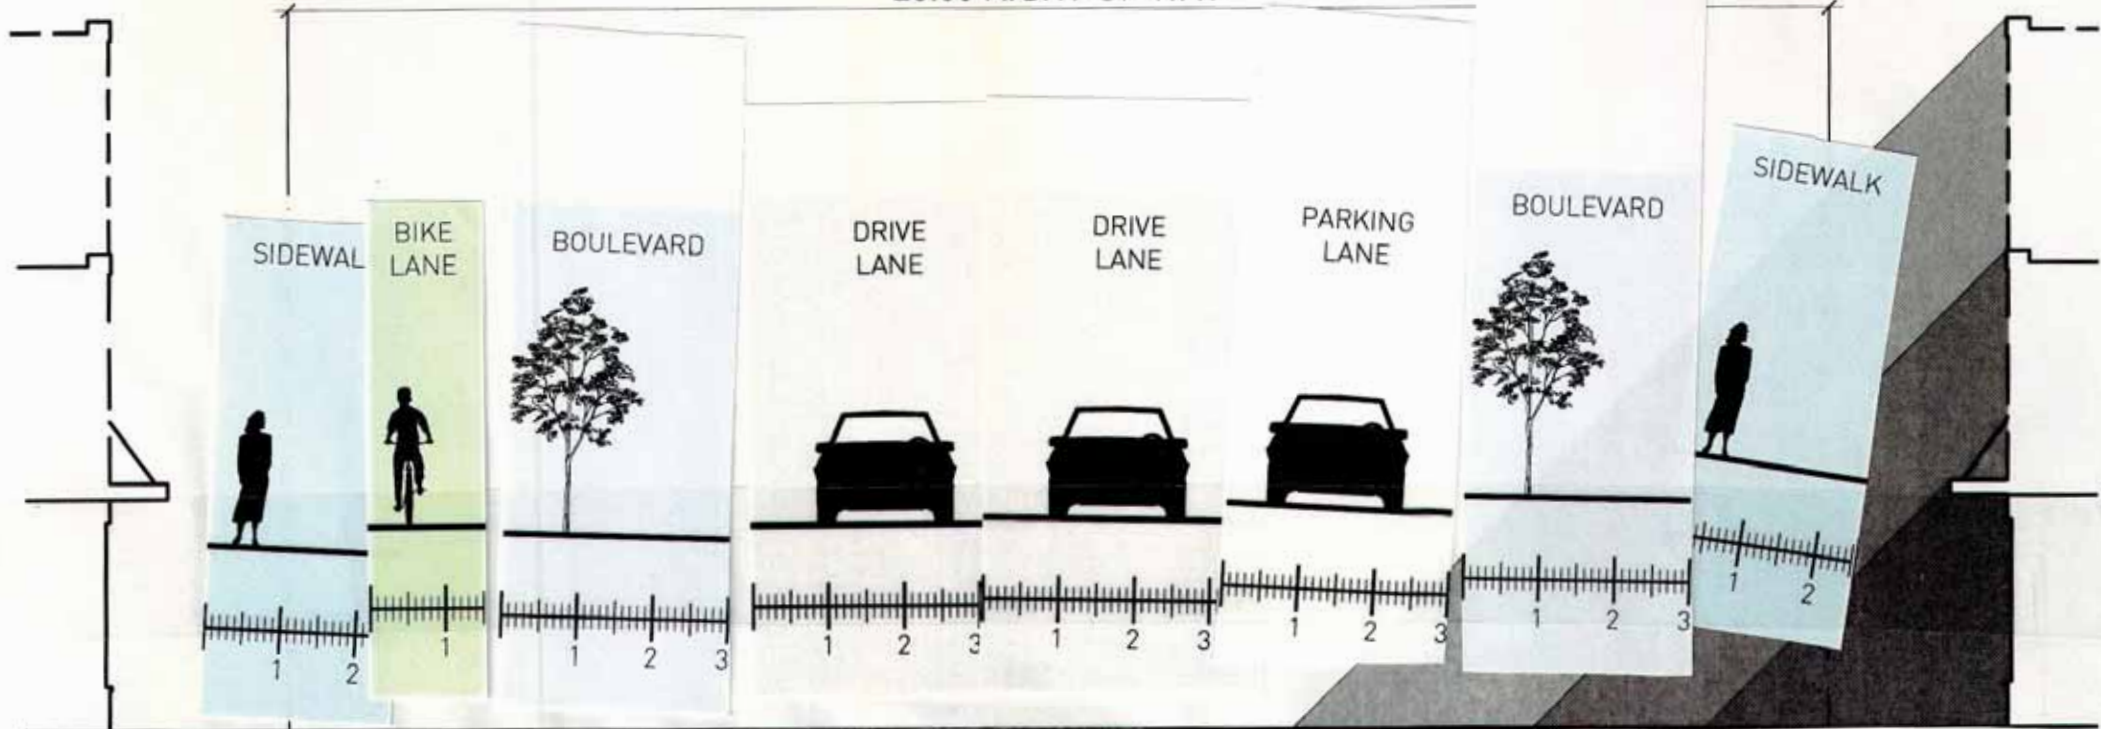 SIDEWAL
BIKE
LANE
BOULEVARD
DRIVE
LANE
DRIVE
LANE
PARKING
LANE
BOULEVARD
SIDEWALK
1 2
1
1 2 3
1 2 3
1 2 3
1 2 3
1 2 3
1 2